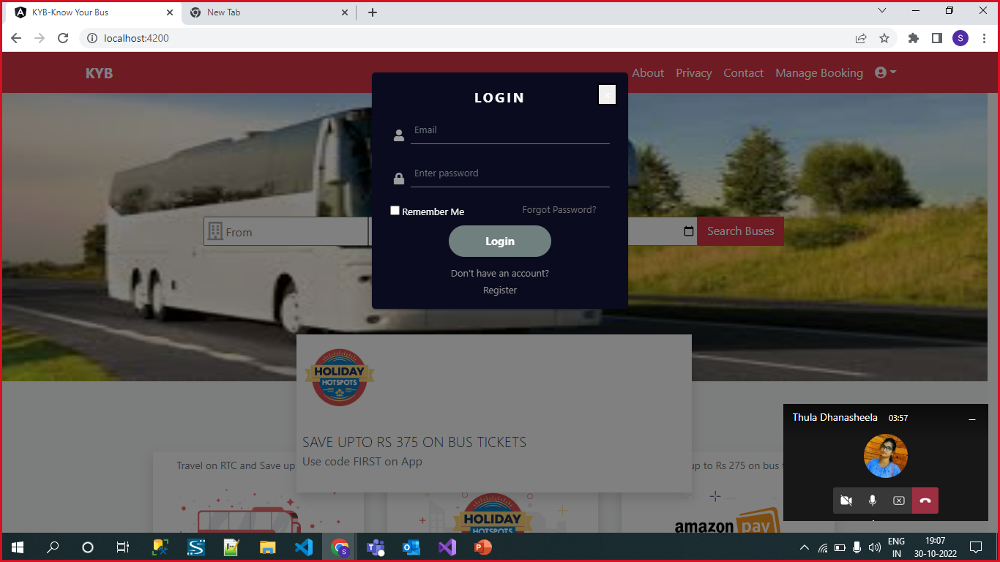 KYB-Know Your Bus
New Tab
localhost:4200
S
KYB
About
Privacy
Contact
Manage Booking
LOGIN
×
Email
Enter password
Remember Me
Forgot Password?
Login
Don't have an account?
Register
From
Search Buses
HOLIDAY
HOTSPOTS
SAVE UPTO RS 375 ON BUS TICKETS
Use code FIRST on App
Travel on RTC and Save up
up to Rs 275 on bus t
HOLIDAY
HOTSPOTS
amazon pay
Thula Dhanasheela
03:57
ENG
IN
19:07
30-10-2022